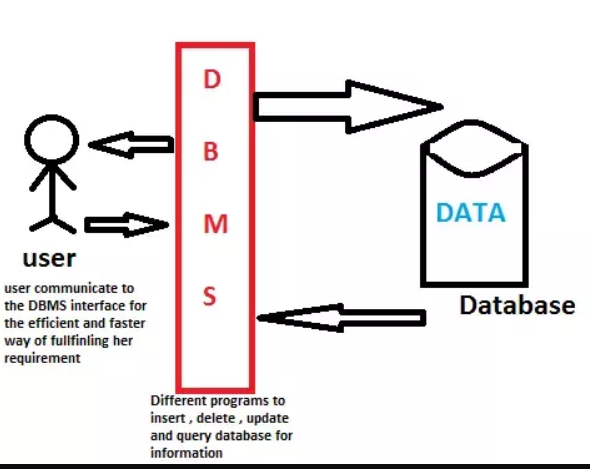 D
B
M
S
DATA
user
Database
user communicate to
the DBMS interface for
the efficient and faster
way of fullfinling her
requirement
Different programs to
insert , delete , update
and query database for
information